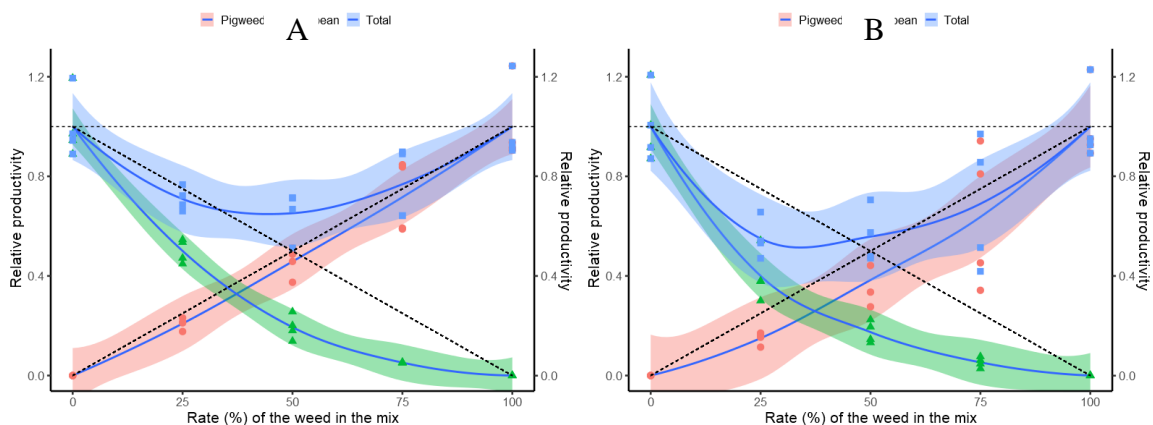 Pigweed ean Total
A
Relative productivity
1.2
0.8
0.4
0.0
1.2
0.8
0.4
0.0
Relative productivity
0 25 50 75 100
Rate (%) of the weed in the mix
Pigweed ean Total
B
Relative productivity
1.2
0.8
0.4
0.0
1.2
0.8
0.4
0.0
Relative productivity
0 25 50 75 100
Rate (%) of the weed in the mix